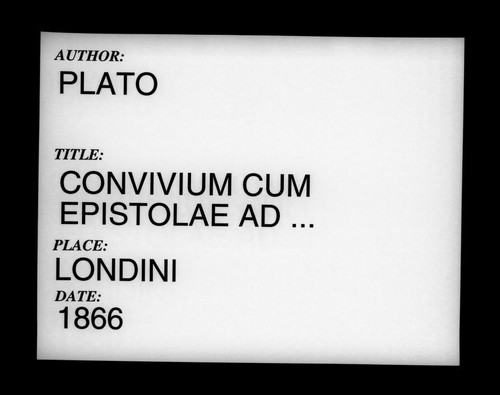 AUTHOR:
PLATO
TITLE:
CONVIVIUM CUM
EPISTOLAE AD ...
PLACE:
LONDINI
DATE:
1866